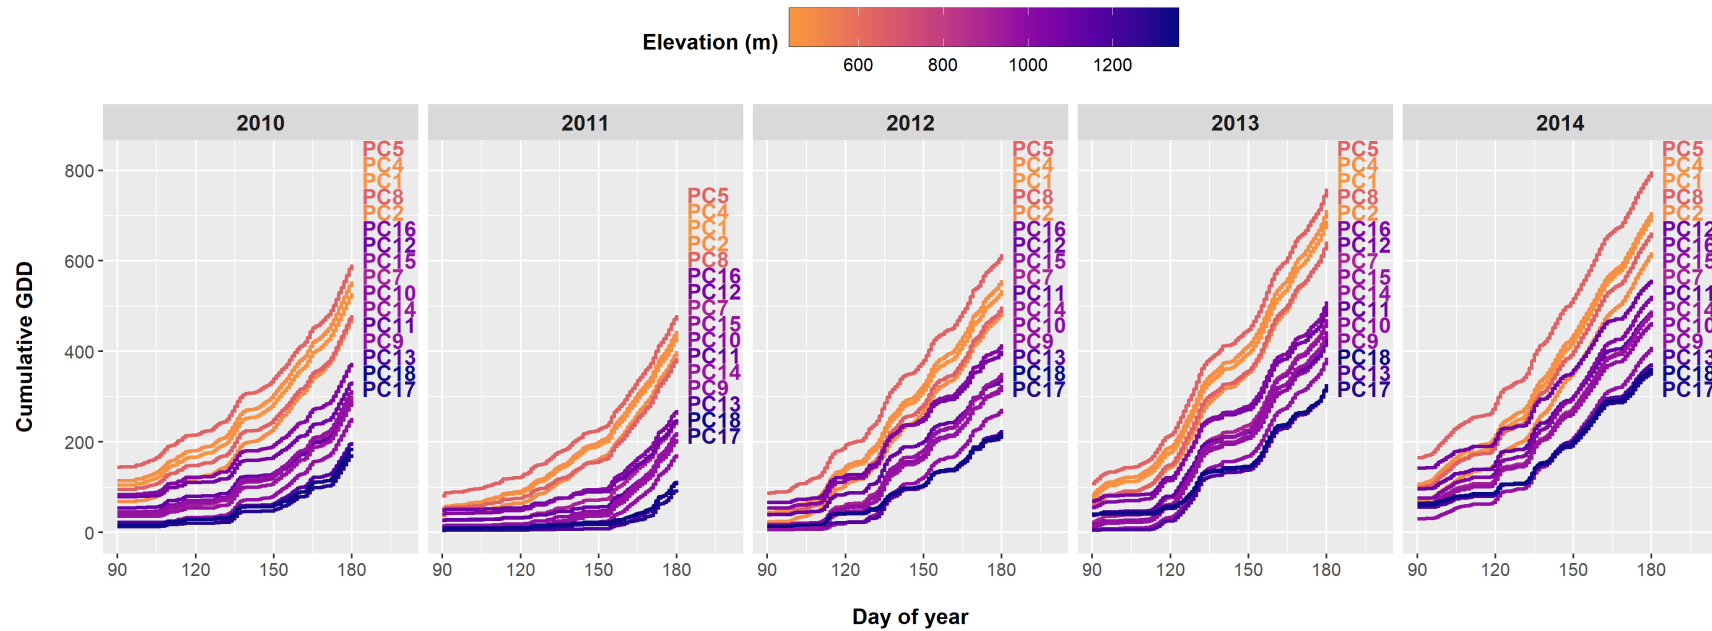 Elevation (m)
600 800 1000 1200
2010 2011 2012 2013 2014
Cumulative GDD
800
600
400
200
0
PC5
PC4
PC1
PC8
PC2
PC16
PC12
PC15
PC7
PC10
PC14
PC11
PC9
PC13
PC18
PC17
PC5
PC4
PC1
PC2
PC8
PC16
PC12
PC7
PC15
PC10
PC11
PC14
PC9
PC13
PC18
PC17
PC5
PC4
PC1
PC8
PC2
PC16
PC12
PC15
PC7
PC11
PC14
PC10
PC9
PC13
PC18
PC17
PC5
PC4
PC1
PC8
PC2
PC16
PC12
PC7
PC15
PC14
PC11
PC10
PC9
PC18
PC13
PC17
PC5
PC4
PC1
PC8
PC2
PC12
PC16
PC15
PC7
PC11
PC14
PC10
PC9
PC13
PC18
PC17
90 120 150 180 90 120 150 180 90 120 150 180 90 120 150 180 90 120 150 180
Day of year